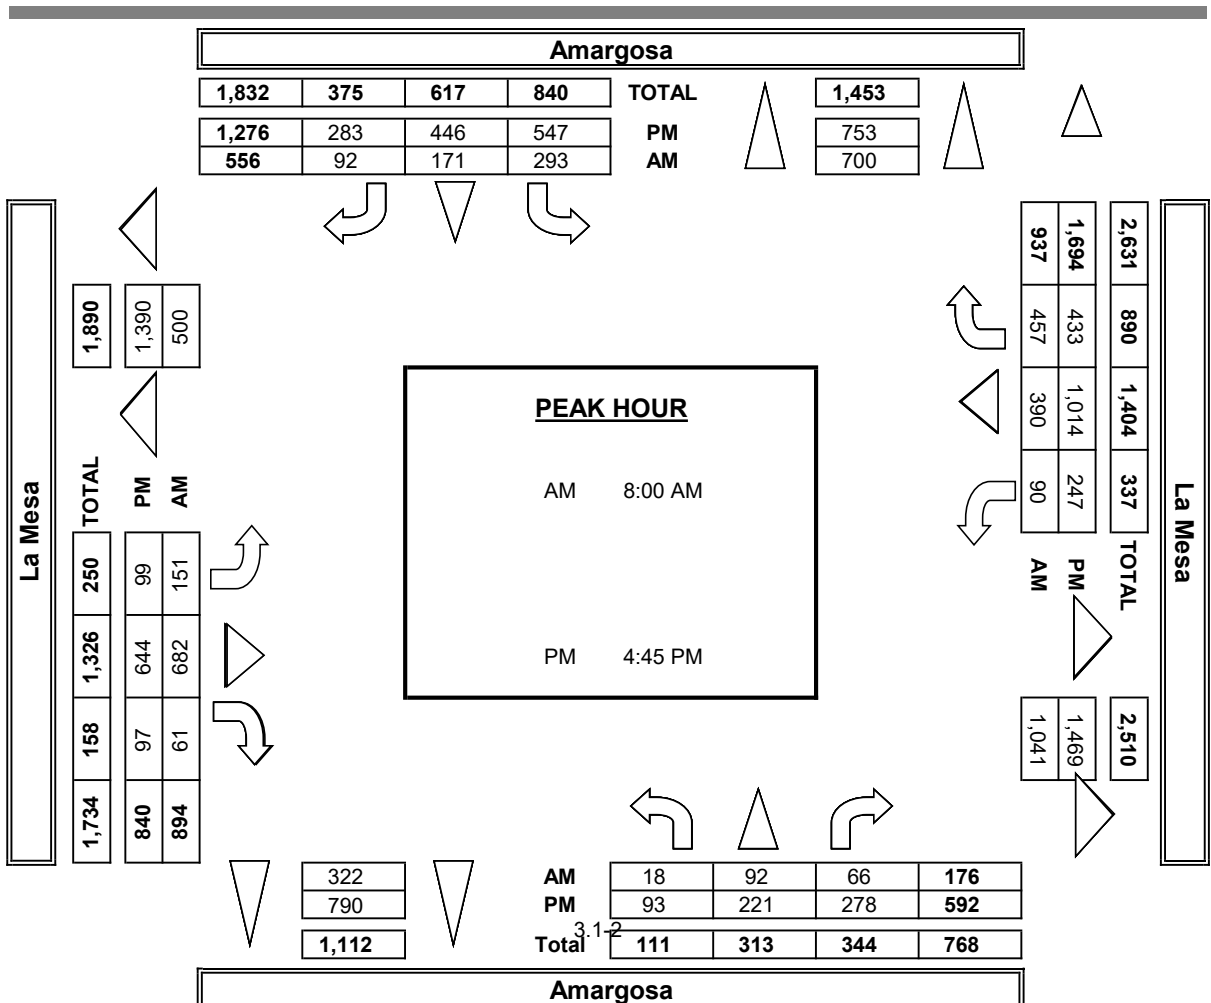 Amargosa
1,832 375 617 840 TOTAL 1,453
1,276 283 446 547 PM 753
556 92 171 293 AM 700
La Mesa
1,890
1,390
500
TOTAL
PM
AM
250 1,326 158 1,734
99 644 97 840
151 682 61 894
PEAK HOUR
AM 8:00 AM
PM 4:45 PM
2,631 890 1,404 337 TOTAL
1,694 433 1,014 247 PM
937 457 390 90 AM
2,510
1,469
1,041
La Mesa
322 AM 18 92 66 176
790 PM 93 221 278 592
3.1-2
1,112 Total 111 313 344 768
Amargosa